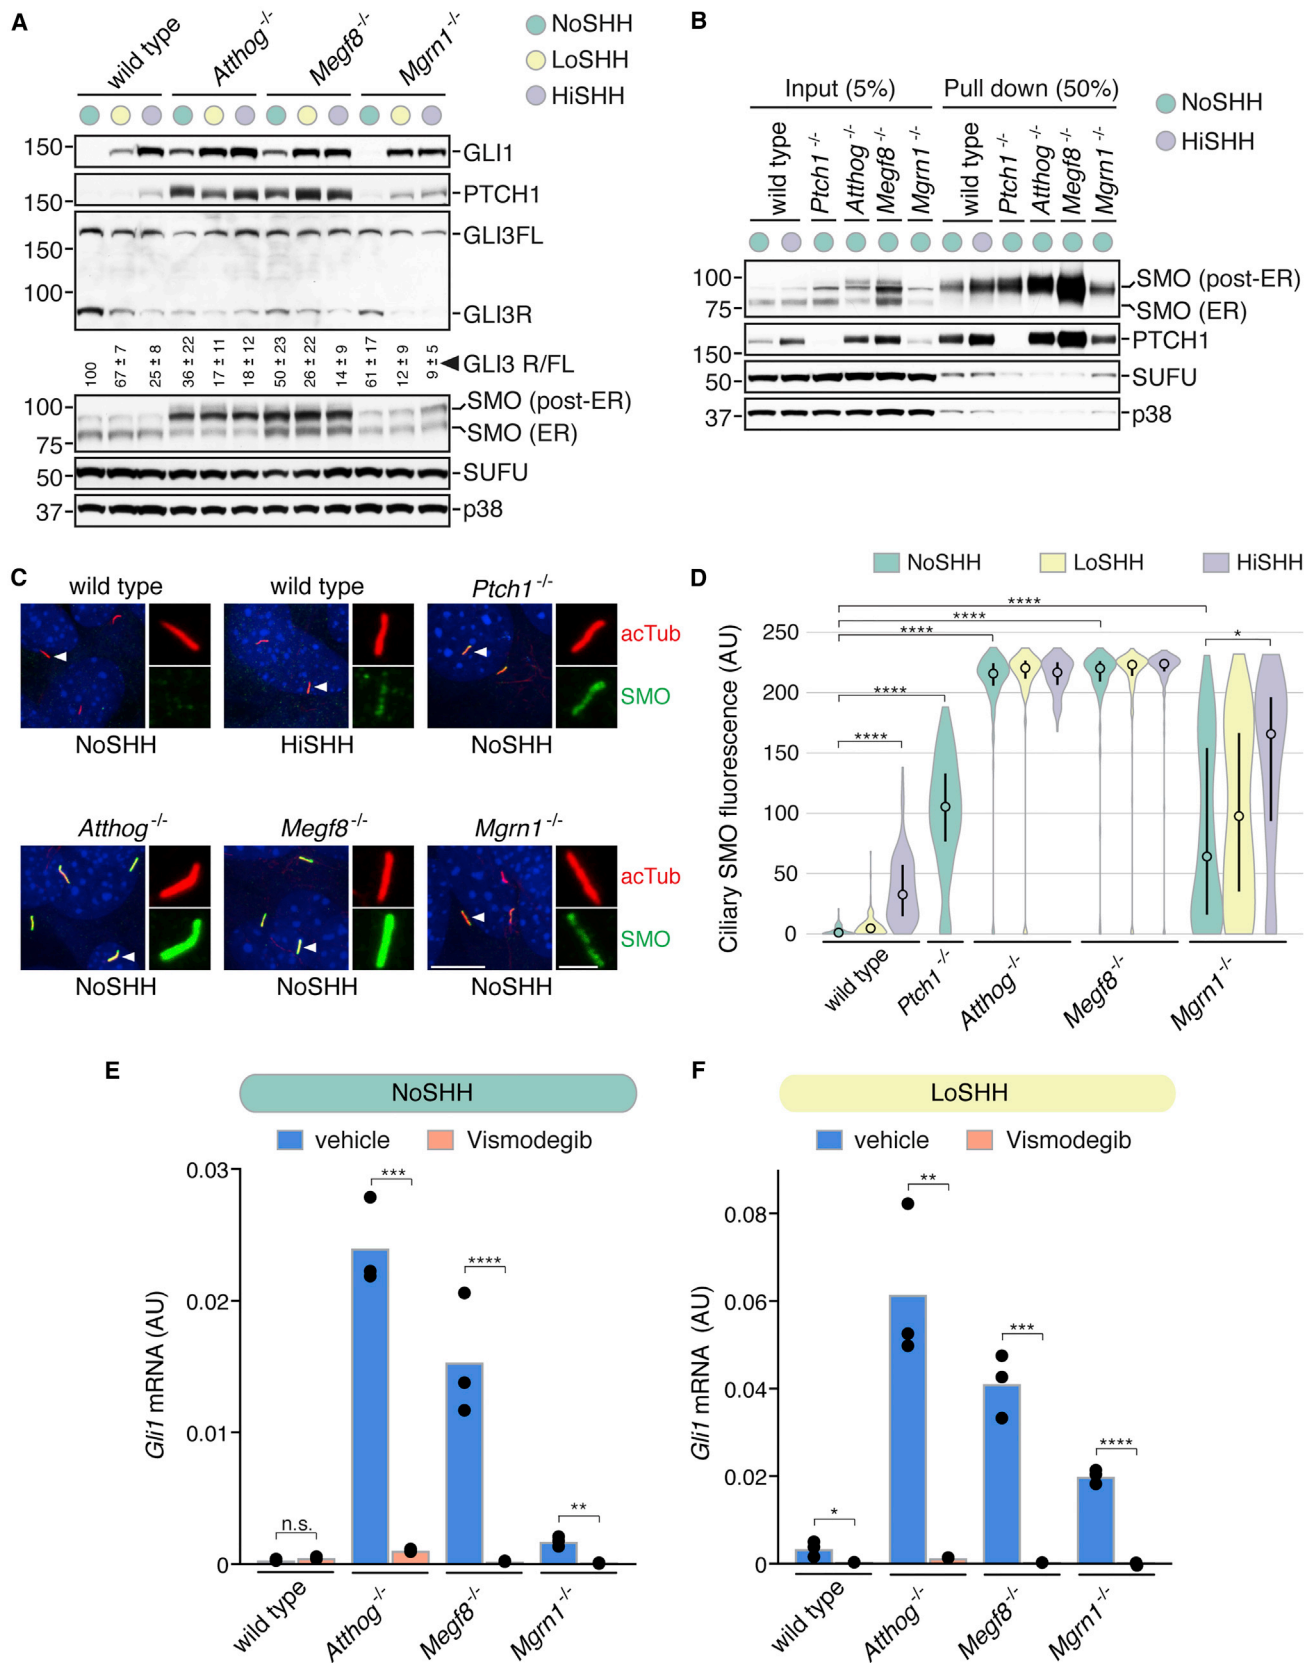 A
wild type
Atthog-/-
Megf8-/-
Mgrn1-/-
NoSHH
LoSHH
HiSHH
150
GLI1
150
PTCH1
GLI3FL
150
100
GLI3R
100
67 ± 7
25 ± 8
36 ± 22
17 ± 11
18 ± 12
50 ± 23
26 ± 22
14 ± 9
61 ± 17
12 ± 9
9 ± 5
GLI3 R/FL
100
SMO (post-ER)
SMO (ER)
75
50
SUFU
37
p38
B
Input (5%)
Pull down (50%)
NoSHH
HiSHH
wild type
Ptch1 -/-
Atthog -/-
Megf8 -/-
Mgrn1 -/-
wild type
Ptch1 -/-
Atthog -/-
Megf8 -/-
Mgrn1 -/-
100
SMO (post-ER)
75
SMO (ER)
PTCH1
150
50
SUFU
37
p38
C
wild type
wild type
Ptch1 -/-
acTub
SMO
NoSHH
HiSHH
NoSHH
Atthog -/-
Megf8 -/-
Mgrn1 -/-
acTub
SMO
NoSHH
NoSHH
NoSHH
D
NoSHH
LoSHH
HiSHH
Ciliary SMO fluorescence (AU)
250
200
150
100
50
0
****
****
****
****
****
*
wild type
Ptch1 -/-
Atthog -/-
Megf8 -/-
Mgrn1 -/-
E
NoSHH
vehicle
Vismodegib
Gli1 mRNA (AU)
0.03
0.02
0.01
0
n.s.
***
****
**
wild type
Atthog -/-
Megf8 -/-
Mgrn1 -/-
F
LoSHH
vehicle
Vismodegib
Gli1 mRNA (AU)
0.08
0.06
0.04
0.02
0
*
**
***
****
wild type
Atthog -/-
Megf8 -/-
Mgrn1 -/-